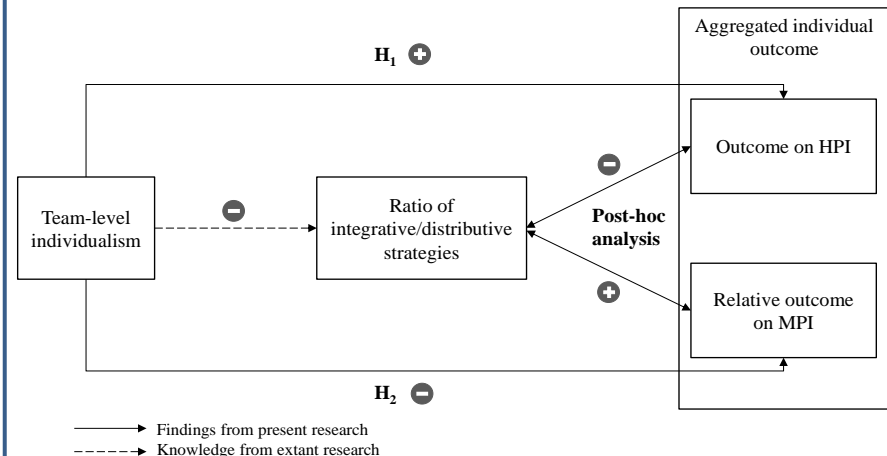 Aggregated individual
outcome
H1 +
Outcome on HPI
−
Team-level
individualism
−
Ratio of
integrative/distributive
strategies
Post-hoc
analysis
+
Relative outcome
on MPI
H2 −
Findings from present research
Knowledge from extant research